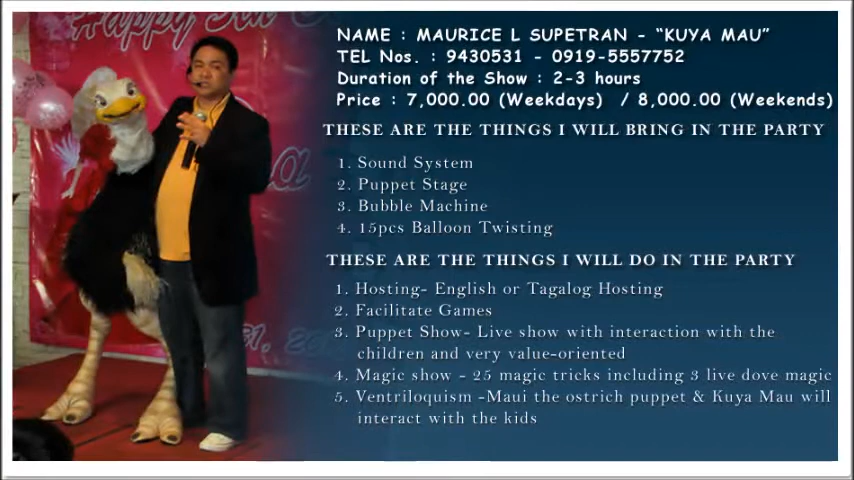 Happy 5th
NAME : MAURICE L SUPETRAN - "KUYA MAU"
TEL Nos. : 9430531 - 0919-5557752
Duration of the Show : 2-3 hours
Price : 7,000.00 (Weekdays) / 8,000.00 (Weekends)
THESE ARE THE THINGS I WILL BRING IN THE PARTY
1. Sound System
2. Puppet Stage
3. Bubble Machine
4. 15pcs Balloon Twisting
THESE ARE THE THINGS I WILL DO IN THE PARTY
1. Hosting- English or Tagalog Hosting
2. Facilitate Games
3. Puppet Show- Live show with interaction with the
children and very value-oriented
4. Magic show - 25 magic tricks including 3 live dove magic
5. Ventriloquism -Maui the ostrich puppet & Kuya Mau will
interact with the kids